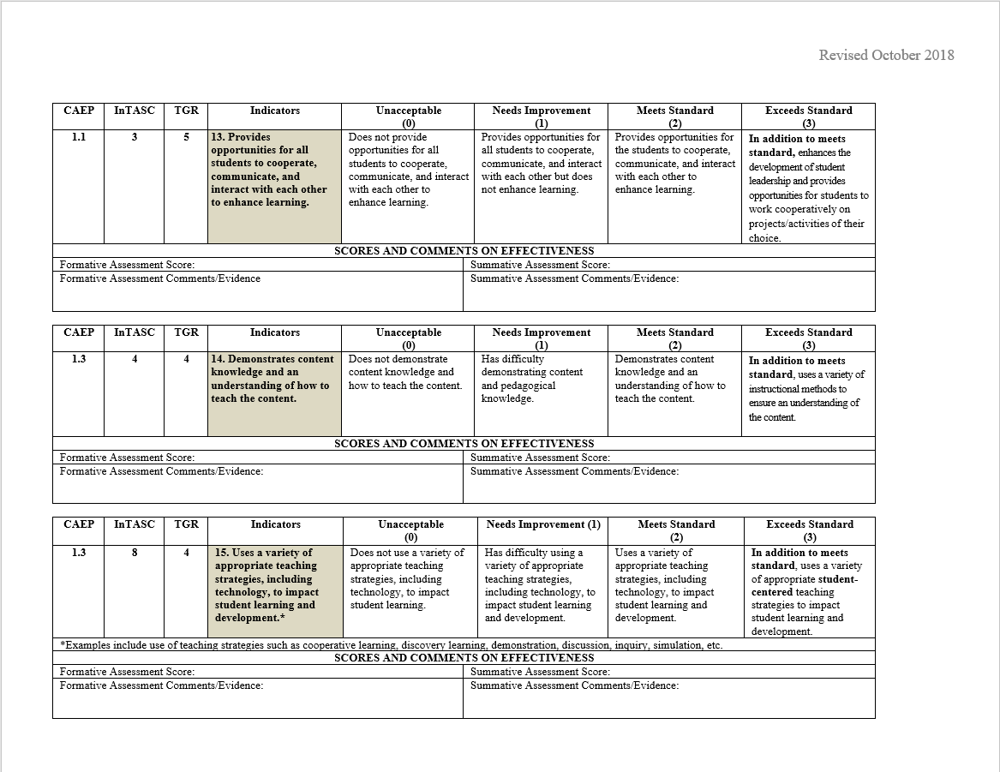 Revised October 2018
CAEP InTASC TGR Indicators Unacceptable (0) Needs Improvement (1) Meets Standard (2) Exceeds Standard (3)
1.1 3 5
13. Provides
opportunities for all
students to cooperate,
communicate, and
interact with each other
to enhance learning.
Does not provide
opportunities for all
students to cooperate,
communicate, and interact
with each other to
enhance learning.
Provides opportunities for
all students to cooperate,
communicate, and interact
with each other but does
not enhance learning.
Provides opportunities for
the students to cooperate,
communicate, and interact
with each other to
enhance learning.
In addition to meets
standard, enhances the
development of student
leadership and provides
opportunities for students to
work cooperatively on
projects/activities of their
choice.
SCORES AND COMMENTS ON EFFECTIVENESS
Formative Assessment Score:
Summative Assessment Score:
Formative Assessment Comments/Evidence
Summative Assessment Comments/Evidence:
CAEP InTASC TGR Indicators Unacceptable (0) Needs Improvement (1) Meets Standard (2) Exceeds Standard (3)
1.3 4 4
14. Demonstrates content
knowledge and an
understanding of how to
teach the content.
Does not demonstrate
content knowledge and
how to teach the content.
Has difficulty
demonstrating content
and pedagogical
knowledge.
Demonstrates content
knowledge and an
understanding of how to
teach the content.
In addition to meets
standard, uses a variety of
instructional methods to
ensure an understanding of
the content.
SCORES AND COMMENTS ON EFFECTIVENESS
Formative Assessment Score:
Summative Assessment Score:
Formative Assessment Comments/Evidence:
Summative Assessment Comments/Evidence:
CAEP InTASC TGR Indicators Unacceptable (0) Needs Improvement (1) Meets Standard (2) Exceeds Standard (3)
1.3 8 4
15. Uses a variety of
appropriate teaching
strategies, including
technology, to impact
student learning and
development.*
Does not use a variety of
appropriate teaching
strategies, including
technology, to impact
student learning.
Has difficulty using a
variety of appropriate
teaching strategies,
including technology, to
impact student learning
and development.
Uses a variety of
appropriate teaching
strategies, including
technology, to impact
student learning and
development.
In addition to meets
standard, uses a variety
of appropriate student-
centered teaching
strategies to impact
student learning and
development.
*Examples include use of teaching strategies such as cooperative learning, discovery learning, demonstration, discussion, inquiry, simulation, etc.
SCORES AND COMMENTS ON EFFECTIVENESS
Formative Assessment Score:
Summative Assessment Score:
Formative Assessment Comments/Evidence:
Summative Assessment Comments/Evidence: